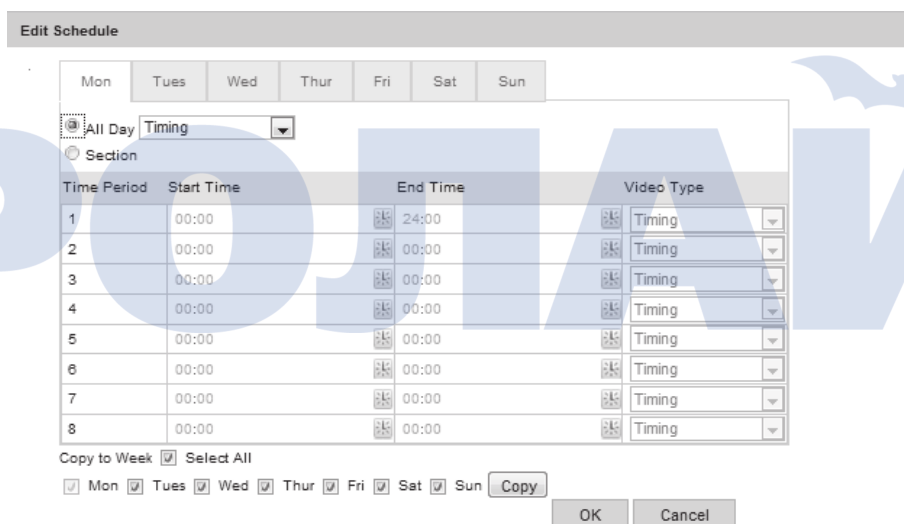 Edit Schedule
Mon Tues Wed Thur Fri Sat Sun
All Day Timing
Section
Time Period Start Time End Time Video Type
1 00:00 24:00 Timing
2 00:00 00:00 Timing
3 00:00 00:00 Timing
4 00:00 00:00 Timing
5 00:00 00:00 Timing
6 00:00 00:00 Timing
7 00:00 00:00 Timing
8 00:00 00:00 Timing
Copy to Week Select All
Mon Tues Wed Thur Fri Sat Sun Copy
OK Cancel